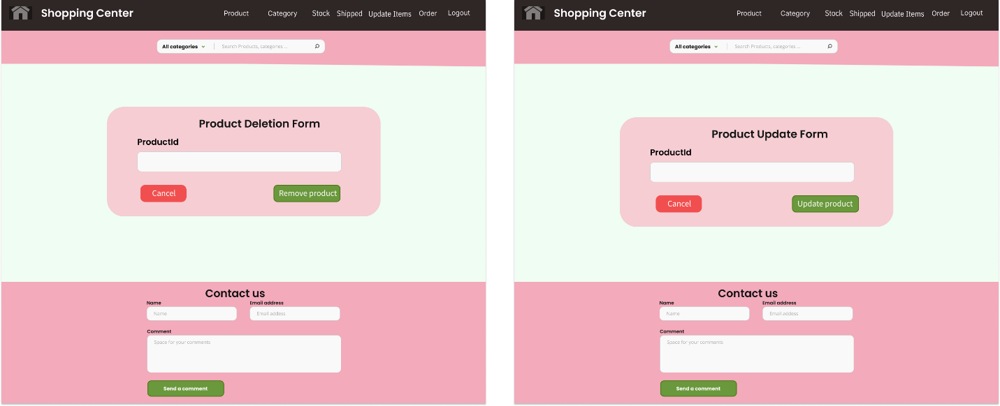 Shopping Center Product Category Stock Shipped Update Items Order Logout
All categories Search Products, categories ...
Product Deletion Form
ProductId
Cancel Remove product
Contact us
Name Email address
Name Email addess
Comment
Space for your comments
Send a comment
Shopping Center Product Category Stock Shipped Update Items Order Logout
All categories Search Products, categories ...
Product Update Form
ProductId
Cancel Update product
Contact us
Name Email address
Name Email addess
Comment
Space for your comments
Send a comment